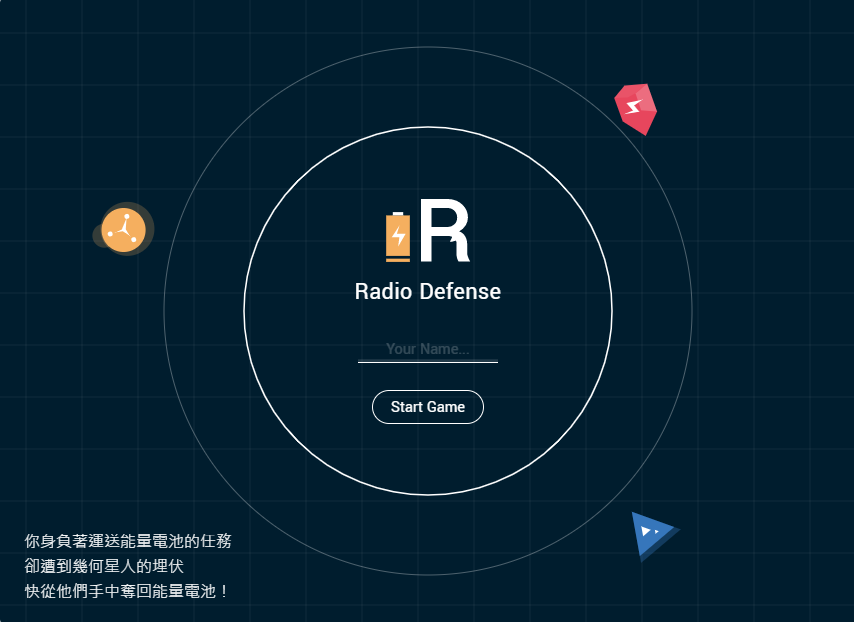 R
Radio Defense
Your Name...
Start Game
你身負著運送能量電池的任務
卻遭到幾何星人的埋伏
快從他們手中奪回能量電池！